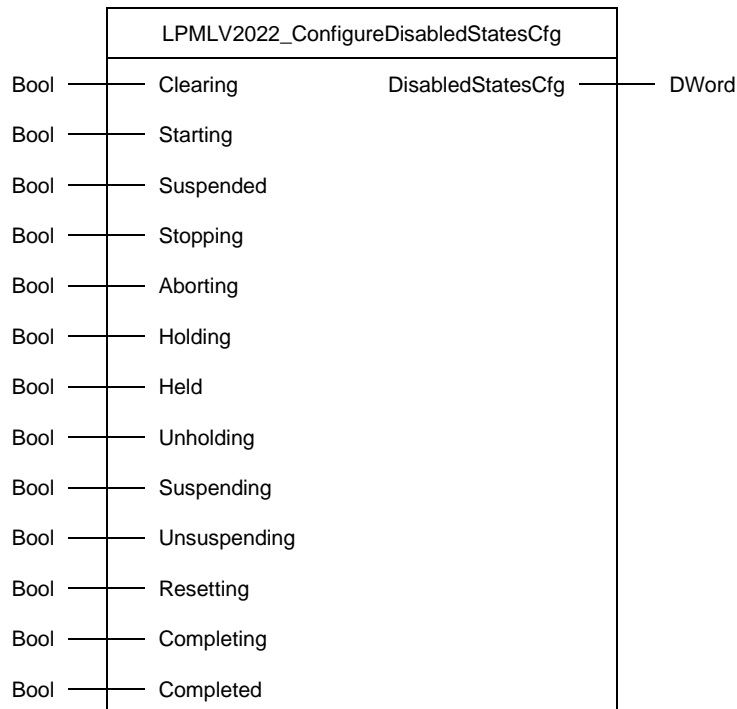 LPMLV2022_ConfigureDisabledStatesCfg
Bool Clearing DisabledStatesCfg DWord
Bool Starting
Bool Suspended
Bool Stopping
Bool Aborting
Bool Holding
Bool Held
Bool Unholding
Bool Suspending
Bool Unsuspending
Bool Resetting
Bool Completing
Bool Completed